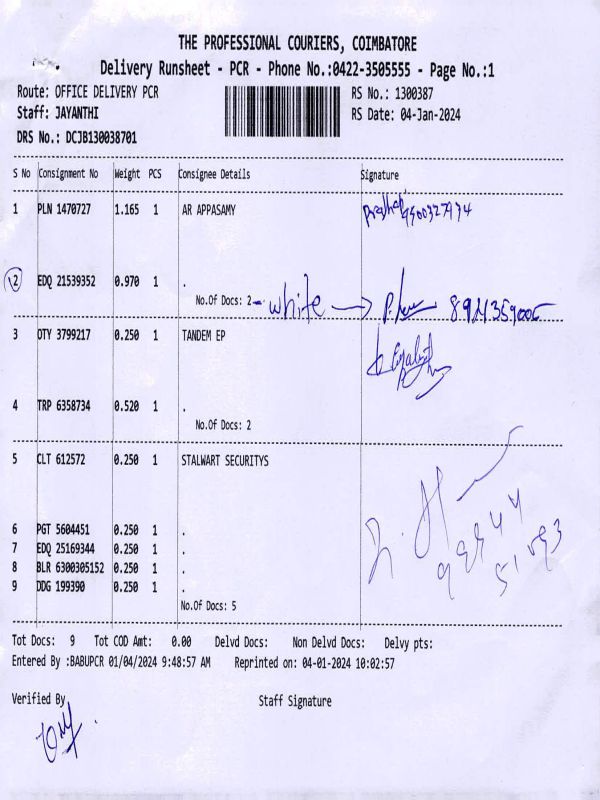 THE PROFESSIONAL COURIERS, COIMBATORE
Delivery Runsheet - PCR - Phone No.:0422-3505555 - Page No.:1
Route: OFFICE DELIVERY PCR RS No.: 1300387
Staff: JAYANTHI RS Date: 04-Jan-2024
DRS No.: DCJB130038701
S No Consignment No Weight PCS Consignee Details Signature
1 PLN 1470727 1.165 1 AR APPASAMY
2 EDQ 21539352 0.970 1 .
No.Of Docs: 2 - white
3 OTY 3799217 0.250 1 TANDEM EP
4 TRP 6358734 0.520 1 .
No.Of Docs: 2
5 CLT 612572 0.250 1 STALWART SECURITYS
6 PGT 5604451 0.250 1 .
7 EDQ 25169344 0.250 1 .
8 BLR 6300305152 0.250 1 .
9 DDG 199390 0.250 1 .
No.Of Docs: 5
Tot Docs: 9 Tot COD Amt: 0.00 Delvd Docs: Non Delvd Docs: Delvy pts:
Entered By :BABUPCR 01/04/2024 9:48:57 AM Reprinted on: 04-01-2024 10:02:57
Verified By Staff Signature